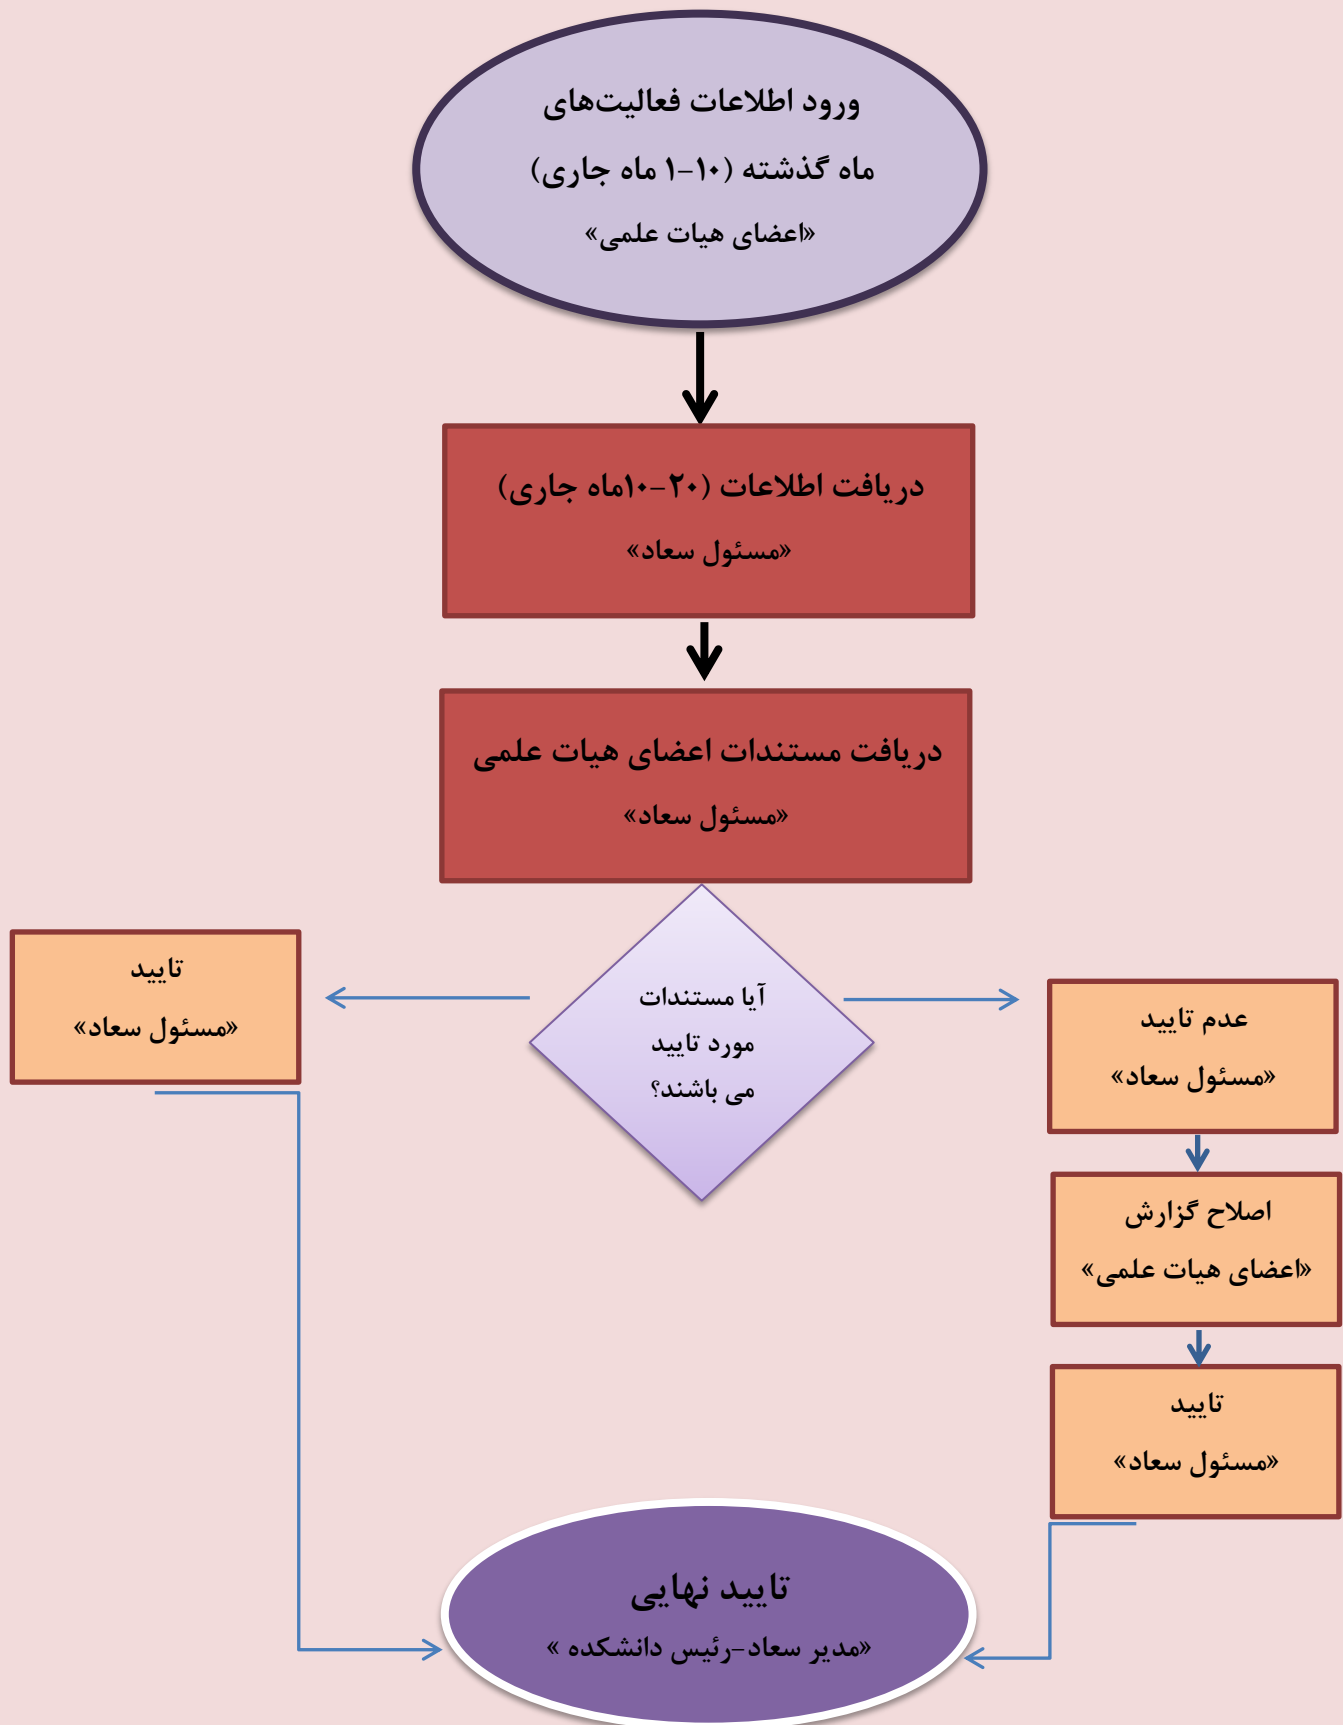 ورود اطلاعات فعالیت‌های
ماه گذشته (۱۰-۱ ماه جاری)
«اعضای هیات علمی»
دریافت اطلاعات (۲۰-۱۰ماه جاری)
«مسئول سعاد»
دریافت مستندات اعضای هیات علمی
«مسئول سعاد»
آیا مستندات
مورد تایید
می باشند؟
عدم تایید
«مسئول سعاد»
اصلاح گزارش
«اعضای هیات علمی»
تایید
«مسئول سعاد»
تایید
«مسئول سعاد»
تایید نهایی
«مدیر سعاد-رئیس دانشکده »